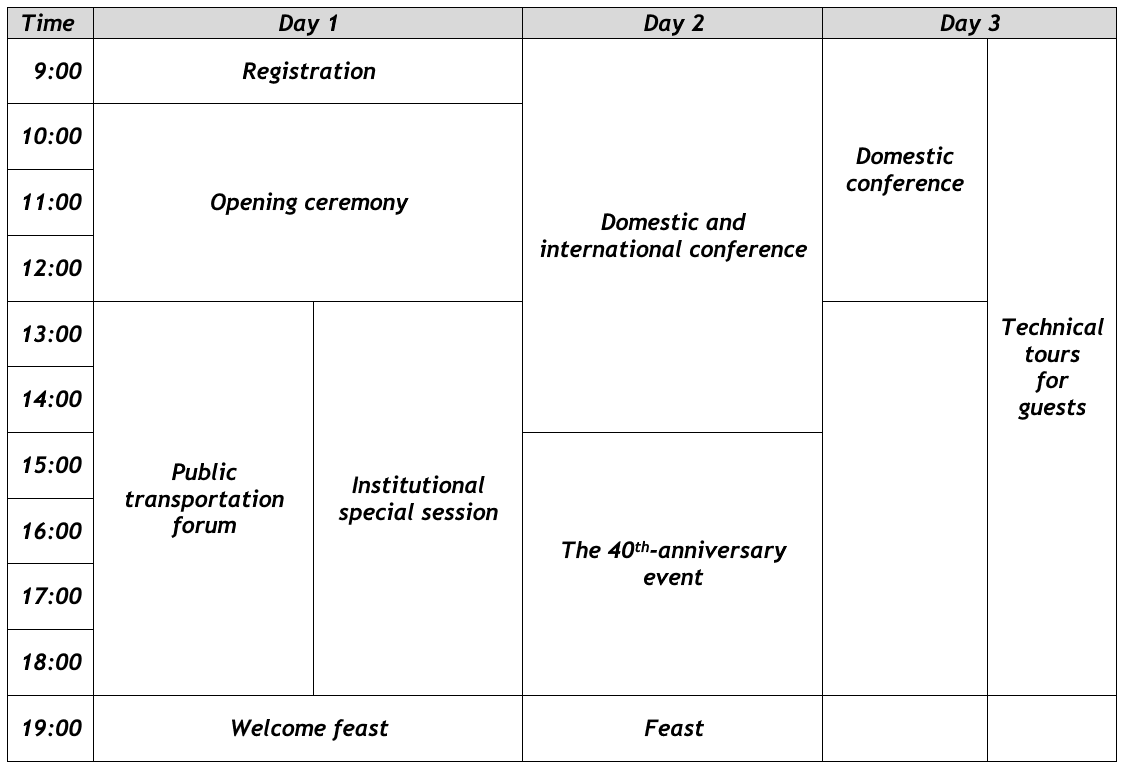 Time Day 1 Day 2 Day 3
9:00 Registration
10:00
11:00 Opening ceremony
12:00
Domestic and
international conference
Domestic
conference
13:00
14:00
15:00
16:00
17:00
18:00
Public
transportation
forum
Institutional
special session
The 40th-anniversary
event
Technical
tours
for
guests
19:00 Welcome feast Feast